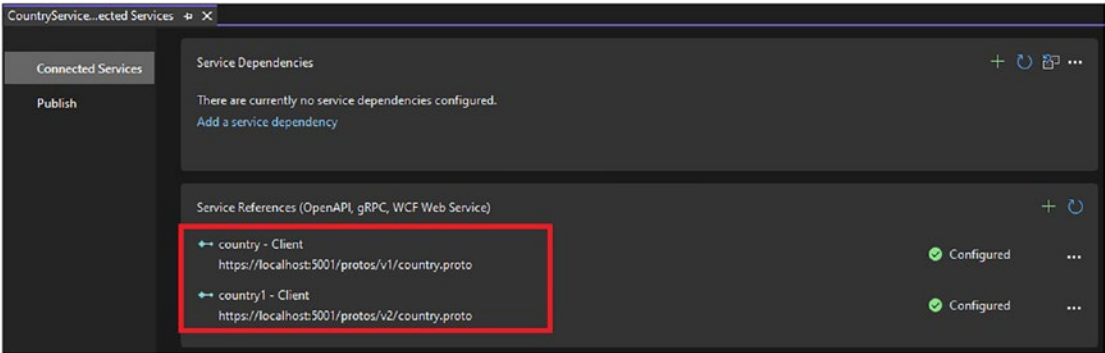 CountryService...ected Services
Connected Services
Publish
Service Dependencies
There are currently no service dependencies configured.
Add a service dependency
Service References (OpenAPI, gRPC, WCF Web Service)
country - Client
https://localhost:5001/protos/v1/country.proto
Configured
country1 - Client
https://localhost:5001/protos/v2/country.proto
Configured